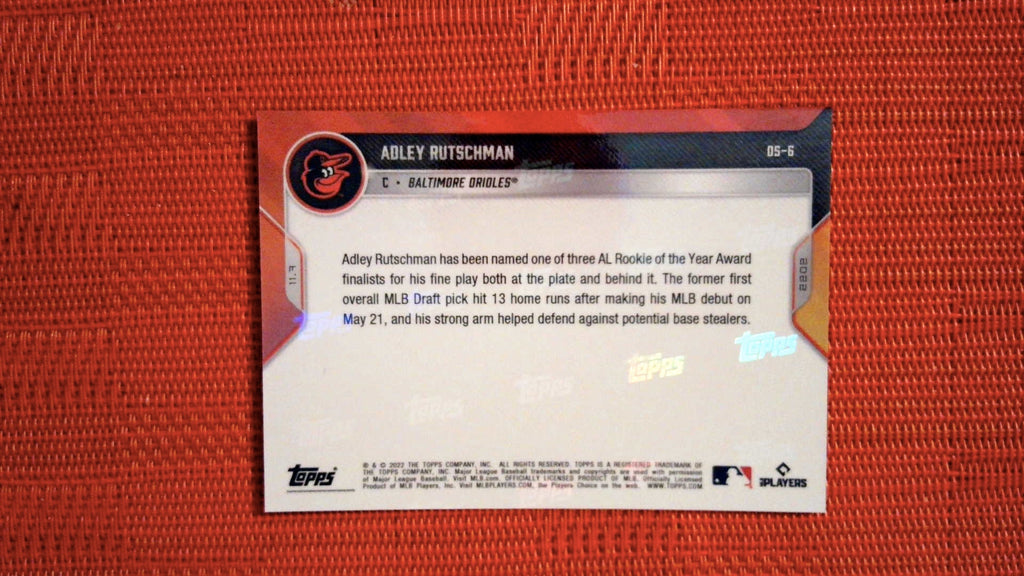 ADLEY RUTSCHMAN
OS-6
C • BALTIMORE ORIOLES®
11.7
2022
Adley Rutschman has been named one of three AL Rookie of the Year Award
finalists for his fine play both at the plate and behind it. The former first
overall MLB Draft pick hit 13 home runs after making his MLB debut on
May 21, and his strong arm helped defend against potential base stealers.
topps
topps
topps
topps
topps
topps
topps
topps
® & © 2022 THE TOPPS COMPANY, INC. ALL RIGHTS RESERVED. TOPPS IS A REGISTERED TRADEMARK OF
THE TOPPS COMPANY, INC. Major League Baseball trademarks and copyrights are used with permission
of Major League Baseball. Visit MLB.com. OFFICIALLY LICENSED PRODUCT OF MLB. Officially Licensed
Product of MLB Players, Inc. Visit MLBPLAYERS.COM, the Players Choice on the web. WWW.TOPPS.COM
PLAYERS